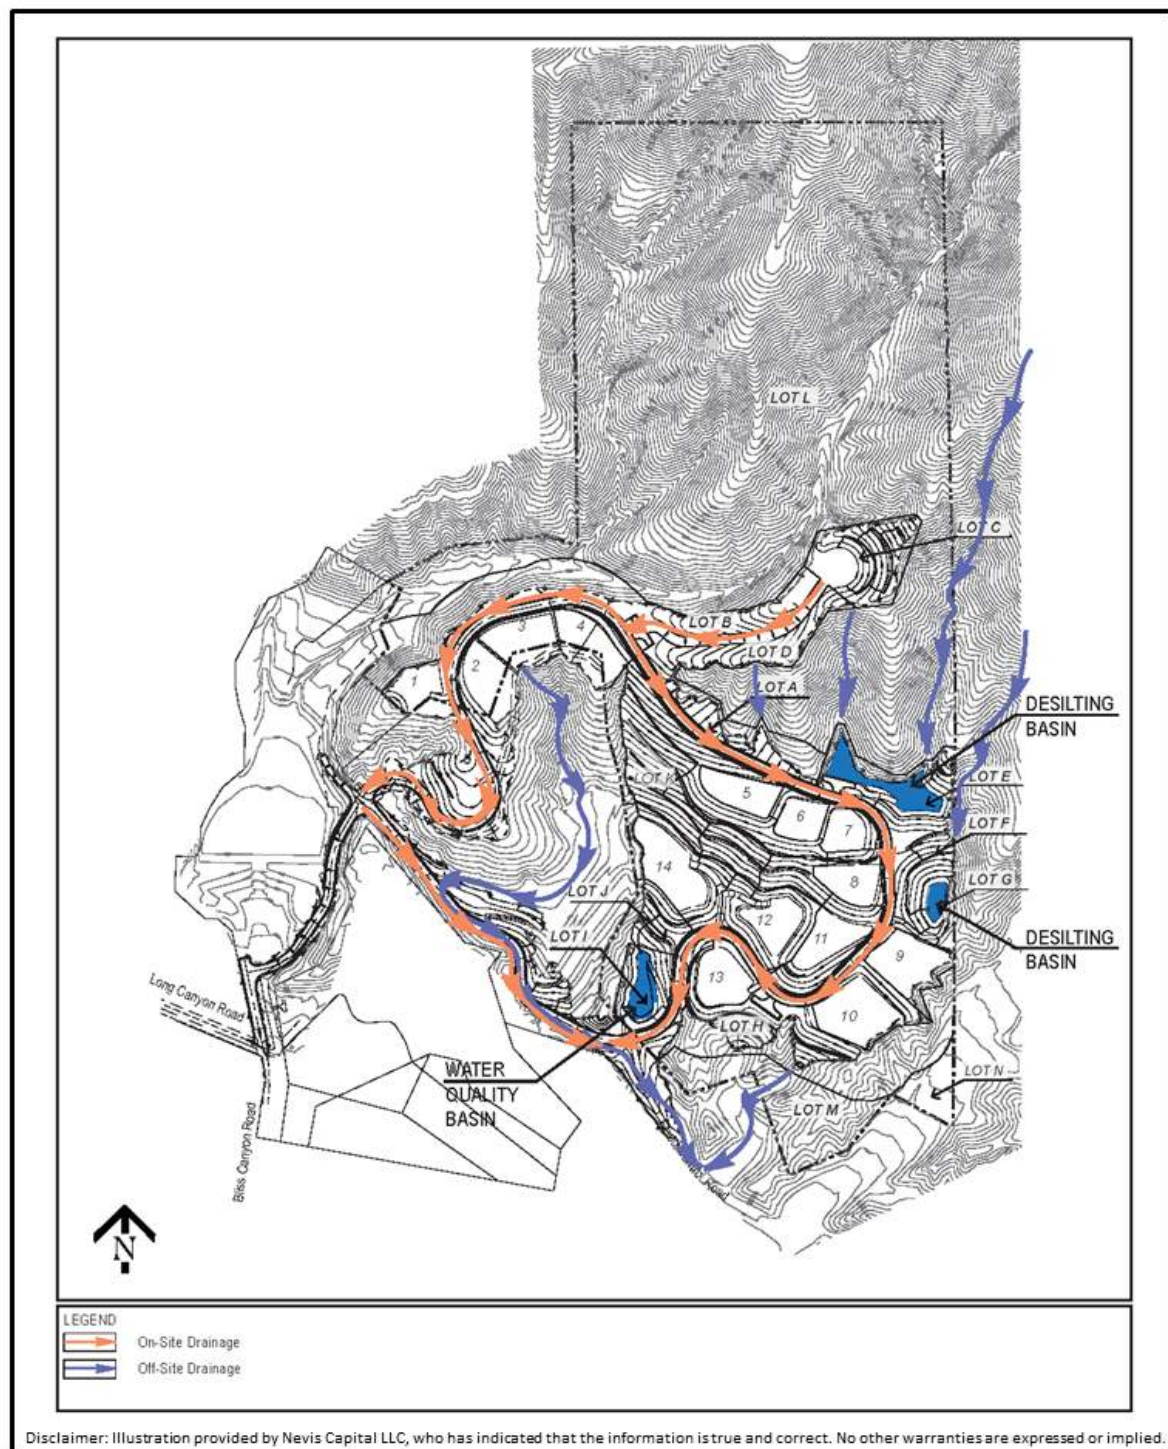 LOT L
LOT C
LOT B
LOT D
LOT A
3
4
2
1
DESILTING
BASIN
LOT E
LOT K
5
6
7
LOT F
14
8
LOT G
LOT J
12
11
LOT I
9
DESILTING
BASIN
13
10
Long Canyon Road
LOT H
WATER
QUALITY
BASIN
LOT N
LOT M
Bliss Canyon Road
Road
N
LEGEND
On-Site Drainage
Off-Site Drainage
Disclaimer: Illustration provided by Nevis Capital LLC, who has indicated that the information is true and correct. No other warranties are expressed or implied.